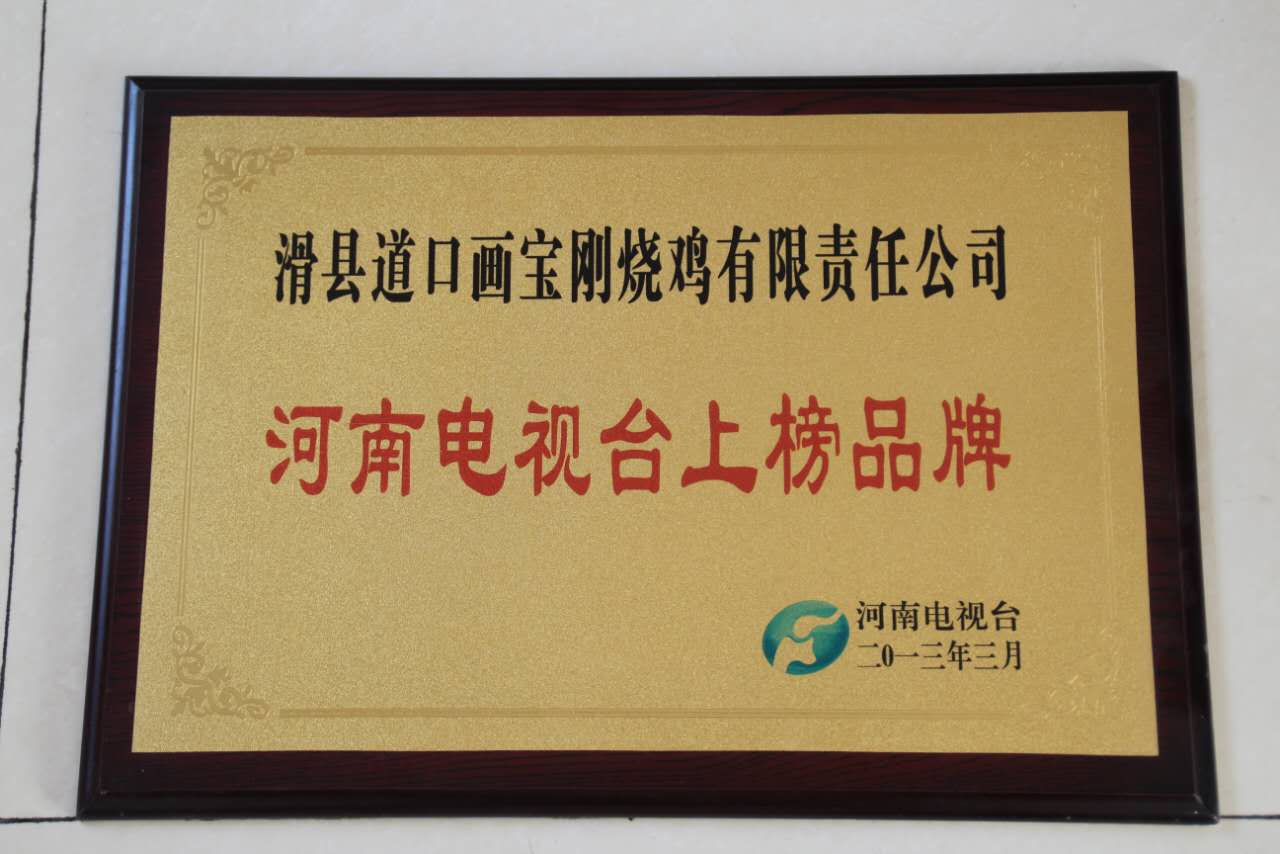 滑县道口画宝刚烧鸡有限责任公司
河南电视台上榜品牌
河南电视台
二〇一三年三月